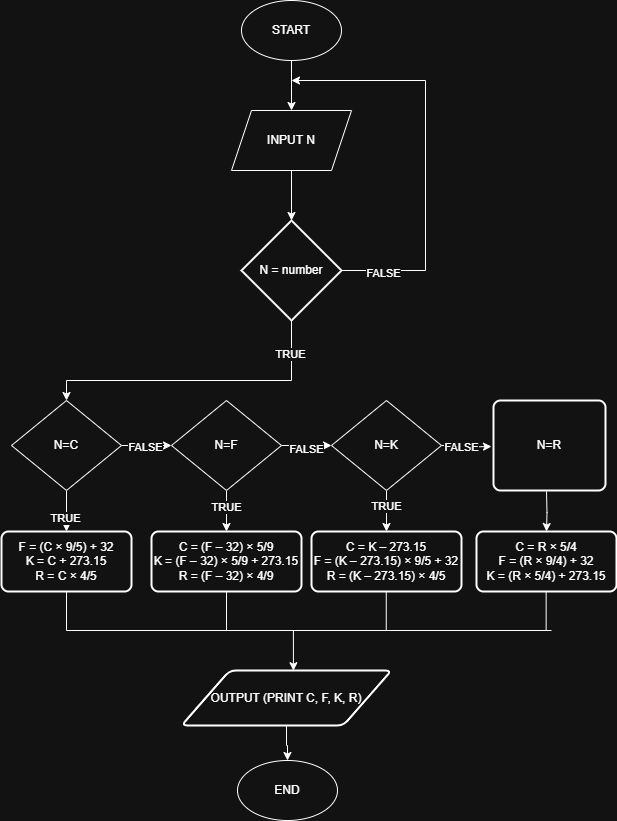 START
INPUT N
N = number
FALSE
TRUE
N=C
FALSE
N=F
FALSE
N=K
FALSE
N=R
TRUE
TRUE
TRUE
F = (C × 9/5) + 32
K = C + 273.15
R = C × 4/5
C = (F – 32) × 5/9
K = (F – 32) × 5/9 + 273.15
R = (F – 32) × 4/9
C = K – 273.15
F = (K – 273.15) × 9/5 + 32
R = (K – 273.15) × 4/5
C = R × 5/4
F = (R × 9/4) + 32
K = (R × 5/4) + 273.15
OUTPUT (PRINT C, F, K, R)
END